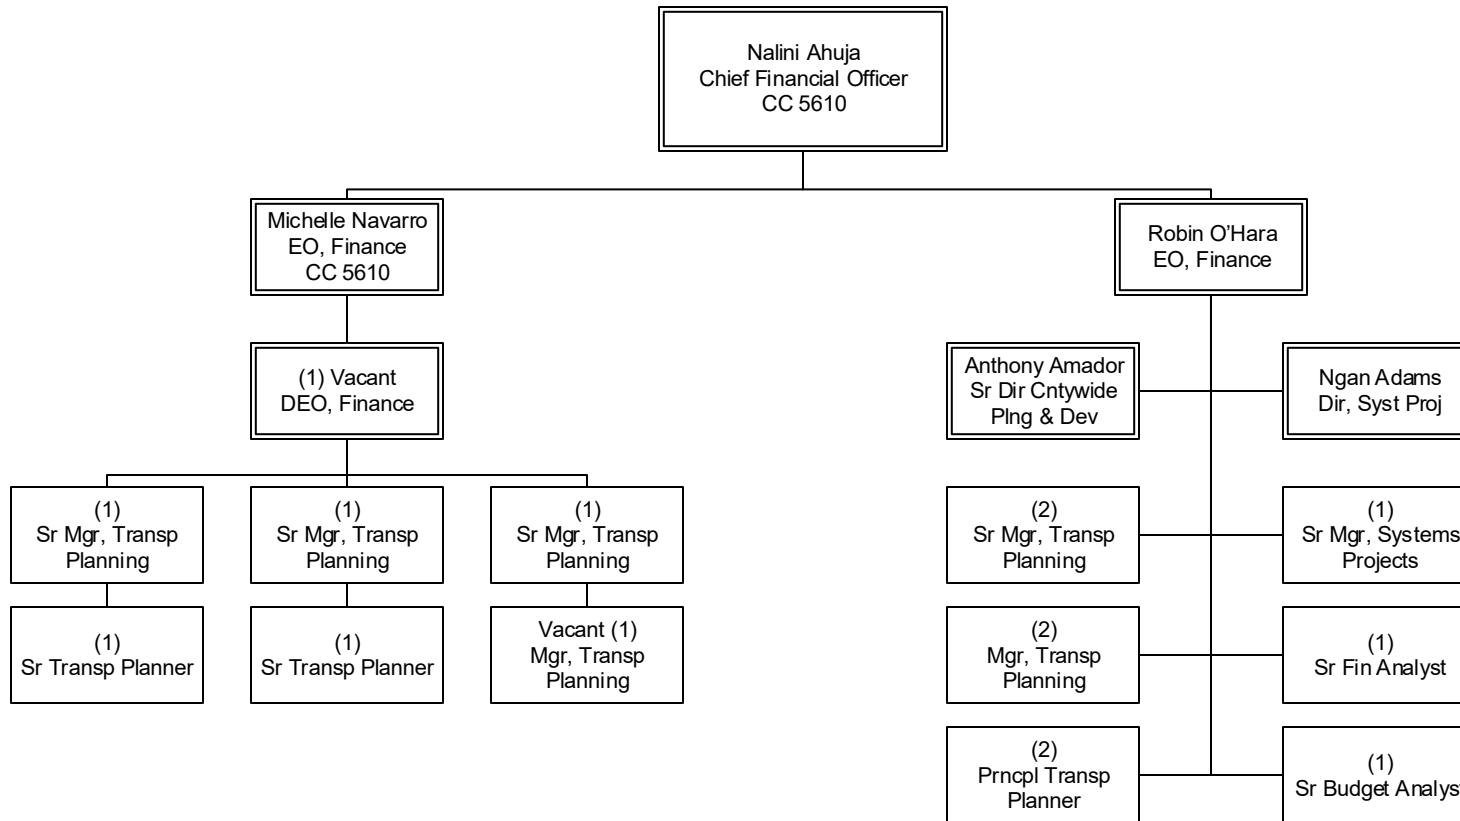 Nalini Ahuja
Chief Financial Officer
CC 5610
Michelle Navarro
EO, Finance
CC 5610
Robin O’Hara
EO, Finance
(1) Vacant
DEO, Finance
Anthony Amador
Sr Dir Cntywide
Plng & Dev
Ngan Adams
Dir, Syst Proj
(1)
Sr Mgr, Transp
Planning
(1)
Sr Mgr, Transp
Planning
(1)
Sr Mgr, Transp
Planning
(2)
Sr Mgr, Transp
Planning
(1)
Sr Mgr, Systems
Projects
(1)
Sr Transp Planner
(1)
Sr Transp Planner
Vacant (1)
Mgr, Transp
Planning
(2)
Mgr, Transp
Planning
(1)
Sr Fin Analyst
(2)
Prncpl Transp
Planner
(1)
Sr Budget Analyst